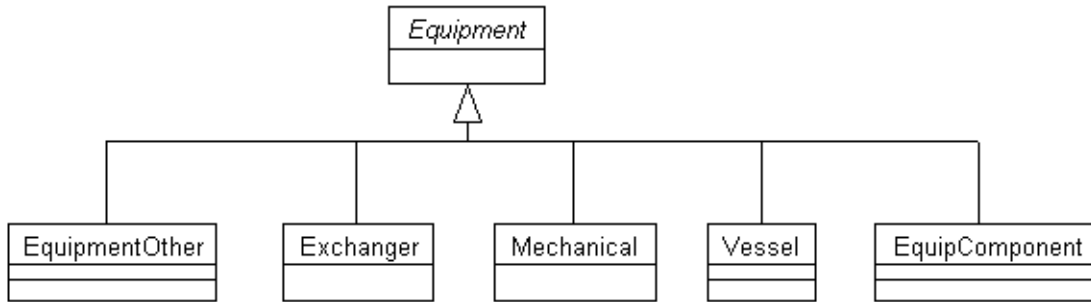 Equipment
EquipmentOther
Exchanger
Mechanical
Vessel
EquipComponent